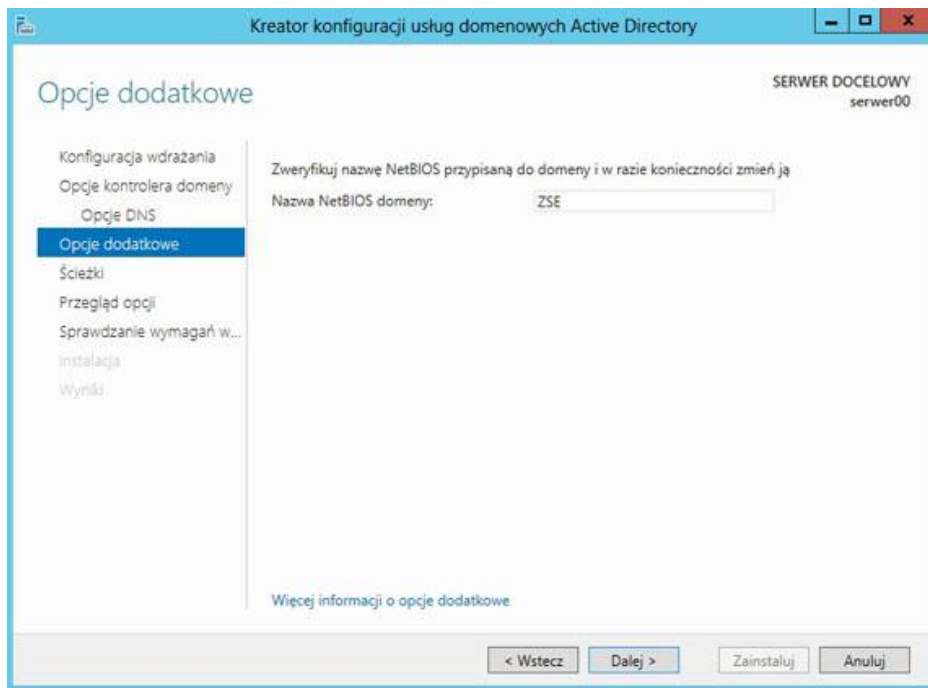 Kreator konfiguracji usług domenowych Active Directory
Opcje dodatkowe
SERWER DOCELOWY
serwer00
Konfiguracja wdrażania
Opcje kontrolera domeny
Opcje DNS
Opcje dodatkowe
Ścieżki
Przegląd opcji
Sprawdzanie wymagań w...
Instalacja
Wyniki
Zweryfikuj nazwę NetBIOS przypisaną do domeny i w razie konieczności zmień ją
Nazwa NetBIOS domeny: ZSE
Więcej informacji o opcje dodatkowe
< Wstecz Dalej > Zainstaluj Anuluj